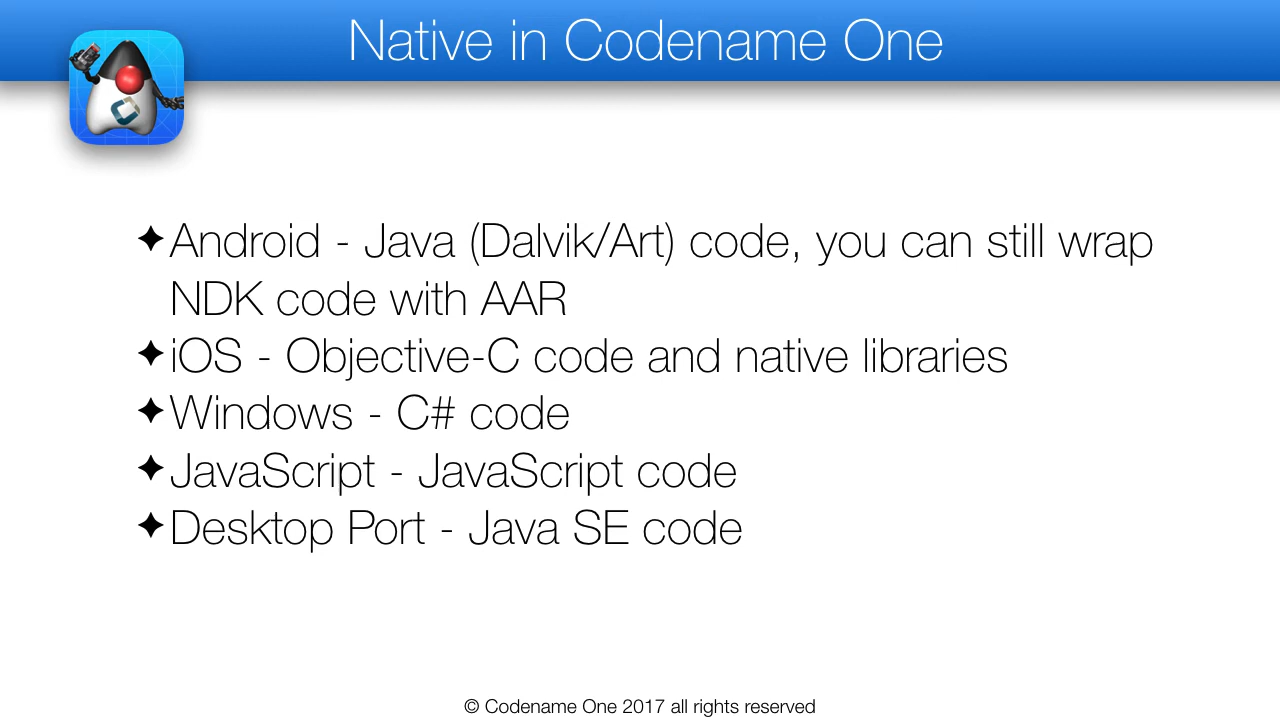 Native in Codename One
✦Android - Java (Dalvik/Art) code, you can still wrap
NDK code with AAR
✦iOS - Objective-C code and native libraries
✦Windows - C# code
✦JavaScript - JavaScript code
✦Desktop Port - Java SE code
© Codename One 2017 all rights reserved